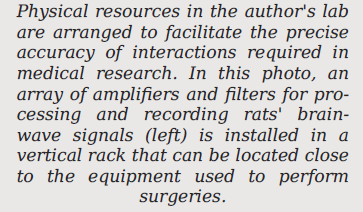 Physical resources in the author's lab
are arranged to facilitate the precise
accuracy of interactions required in
medical research. In this photo, an
array of amplifiers and filters for pro-
cessing and recording rats' brain-
wave signals (left) is installed in a
vertical rack that can be located close
to the equipment used to perform
surgeries.